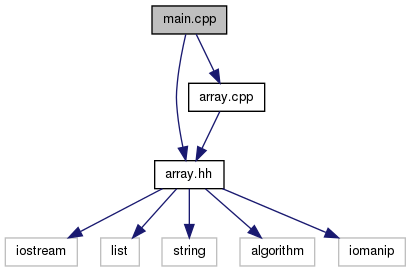 main.cpp
array.cpp
array.hh
iostream
list
string
algorithm
iomanip